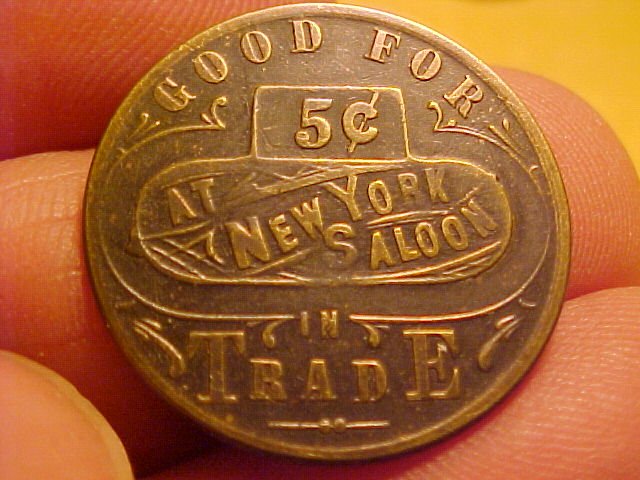 GOOD FOR
5¢
AT
NEW YORK
SALOON
IN
TRADE